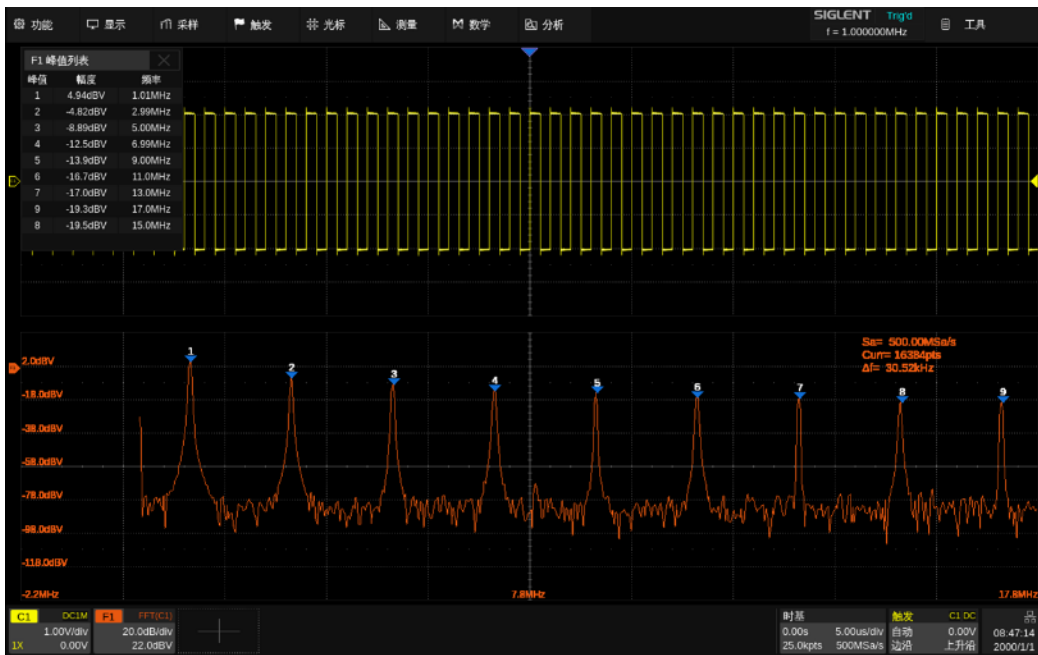 功能 显示 采样 触发 光标 测量 数学 分析 SIGLENT Trig'd 工具
f = 1.000000MHz
F1 峰值列表
峰值 幅度 频率
1 4.94dBV 1.01MHz
2 -4.82dBV 2.99MHz
3 -8.89dBV 5.00MHz
4 -12.5dBV 6.99MHz
5 -13.9dBV 9.00MHz
6 -16.7dBV 11.0MHz
7 -17.0dBV 13.0MHz
9 -19.3dBV 17.0MHz
8 -19.5dBV 15.0MHz
Sa= 500.00MSa/s
Curr= 16384pts
Δf= 30.52kHz
1 2 3 4 5 6 7 8 9
2.0dBV
-18.0dBV
-38.0dBV
-58.0dBV
-78.0dBV
-98.0dBV
-118.0dBV
-2.2MHz 7.8MHz 17.8MHz
C1 DC1M F1 FFT(C1) 时基 触发 C1 DC
1.00V/div 20.0dB/div 0.00s 5.00us/div 自动 0.00V 08:47:14
1X 0.00V 22.0dBV 25.0kpts 500MSa/s 边沿 上升沿 2000/1/1